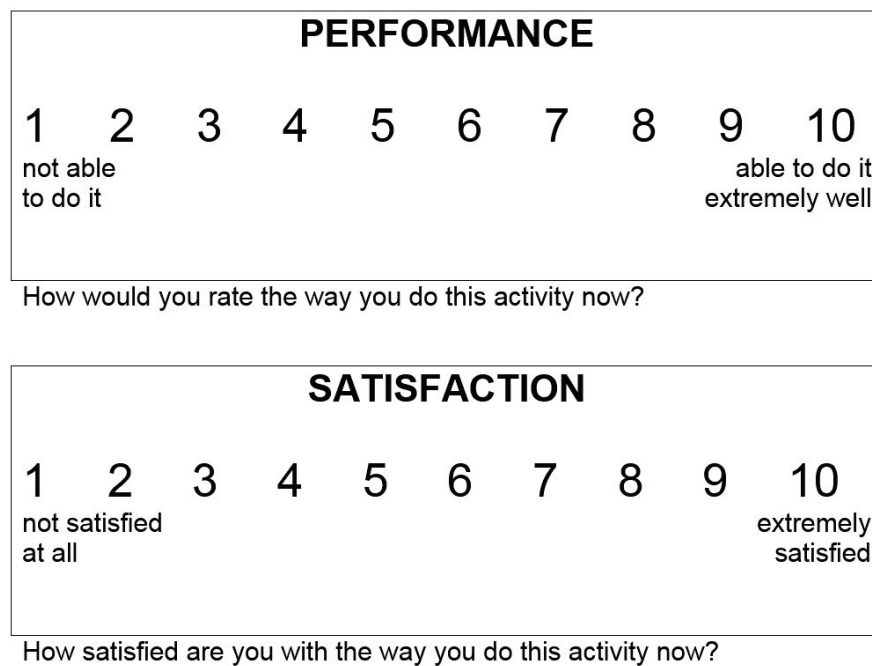 PERFORMANCE
1 2 3 4 5 6 7 8 9 10
not able able to do it
to do it extremely well
How would you rate the way you do this activity now?
SATISFACTION
1 2 3 4 5 6 7 8 9 10
not satisfied extremely
at all satisfied
How satisfied are you with the way you do this activity now?